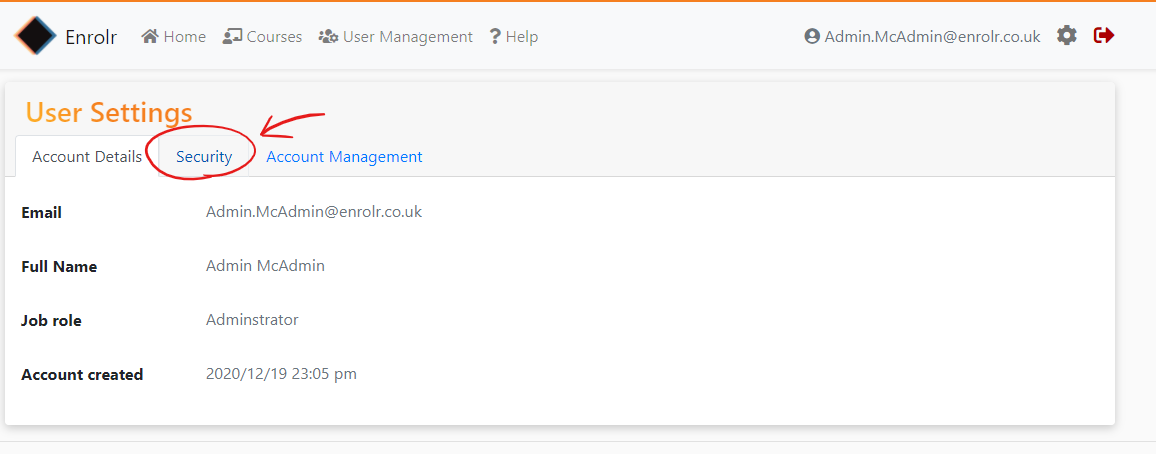 Enrolr Home Courses User Management ? Help Admin.McAdmin@enrolr.co.uk
User Settings
Account Details Security Account Management
Email Admin.McAdmin@enrolr.co.uk
Full Name Admin McAdmin
Job role Adminstrator
Account created 2020/12/19 23:05 pm